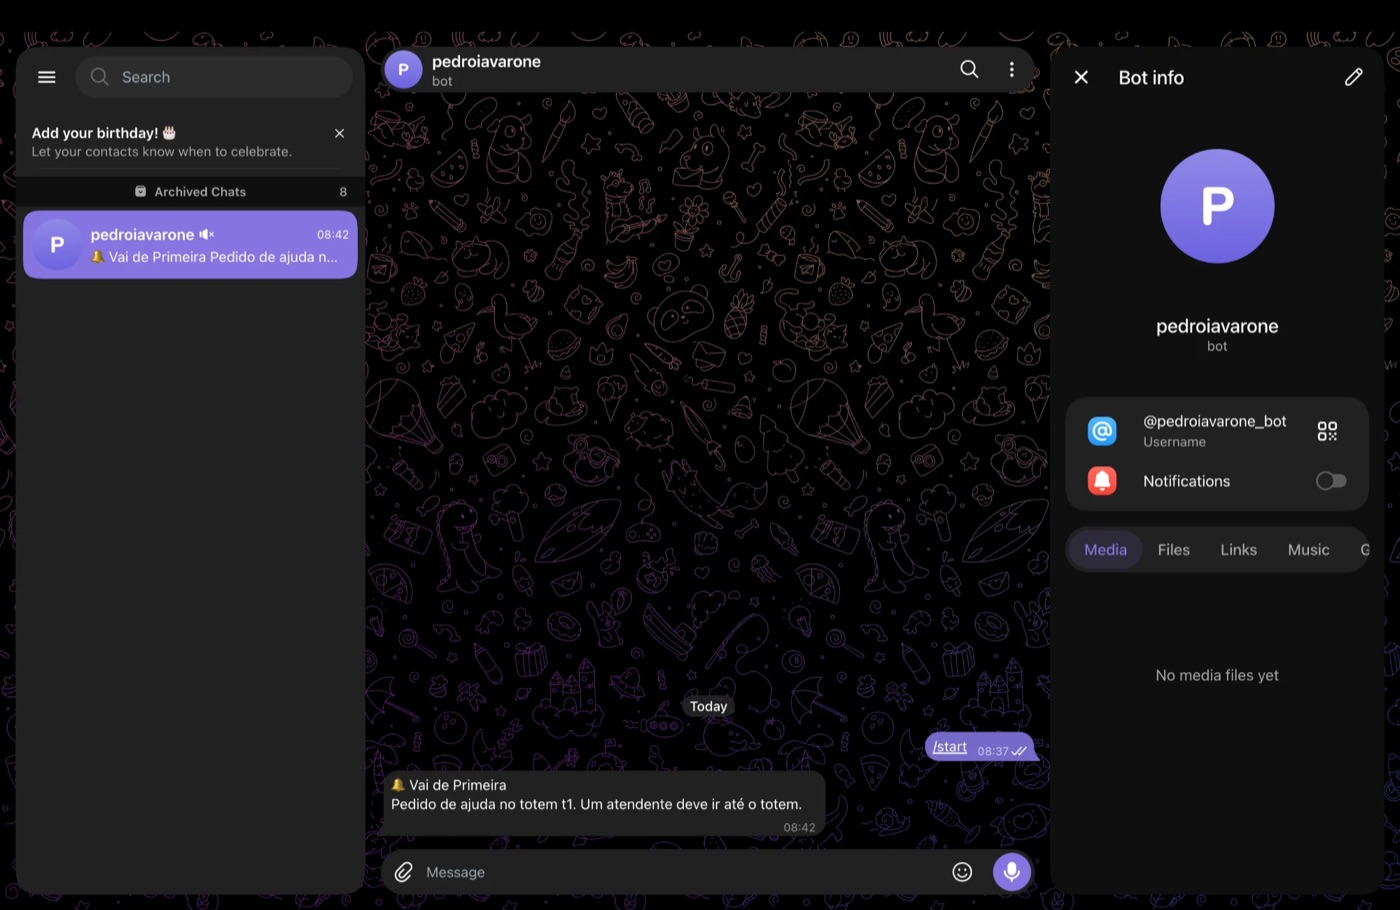 Search
Add your birthday! 🎂
Let your contacts know when to celebrate.
Archived Chats 8
P
pedroiavarone 08:42
🔔 Vai de Primeira Pedido de ajuda n...
P
pedroiavarone
bot
Today
/start 08:37
🔔 Vai de Primeira
Pedido de ajuda no totem t1. Um atendente deve ir até o totem.
08:42
Message
Bot info
P
pedroiavarone
bot
@pedroiavarone_bot
Username
Notifications
Media Files Links Music
No media files yet